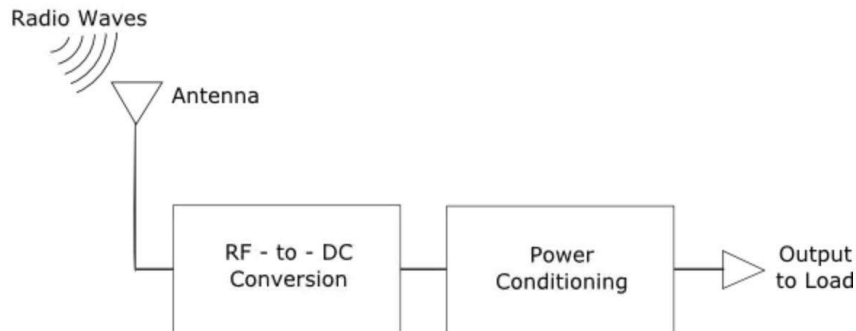 Radio Waves
Antenna
RF - to - DC
Conversion
Power
Conditioning
Output
to Load